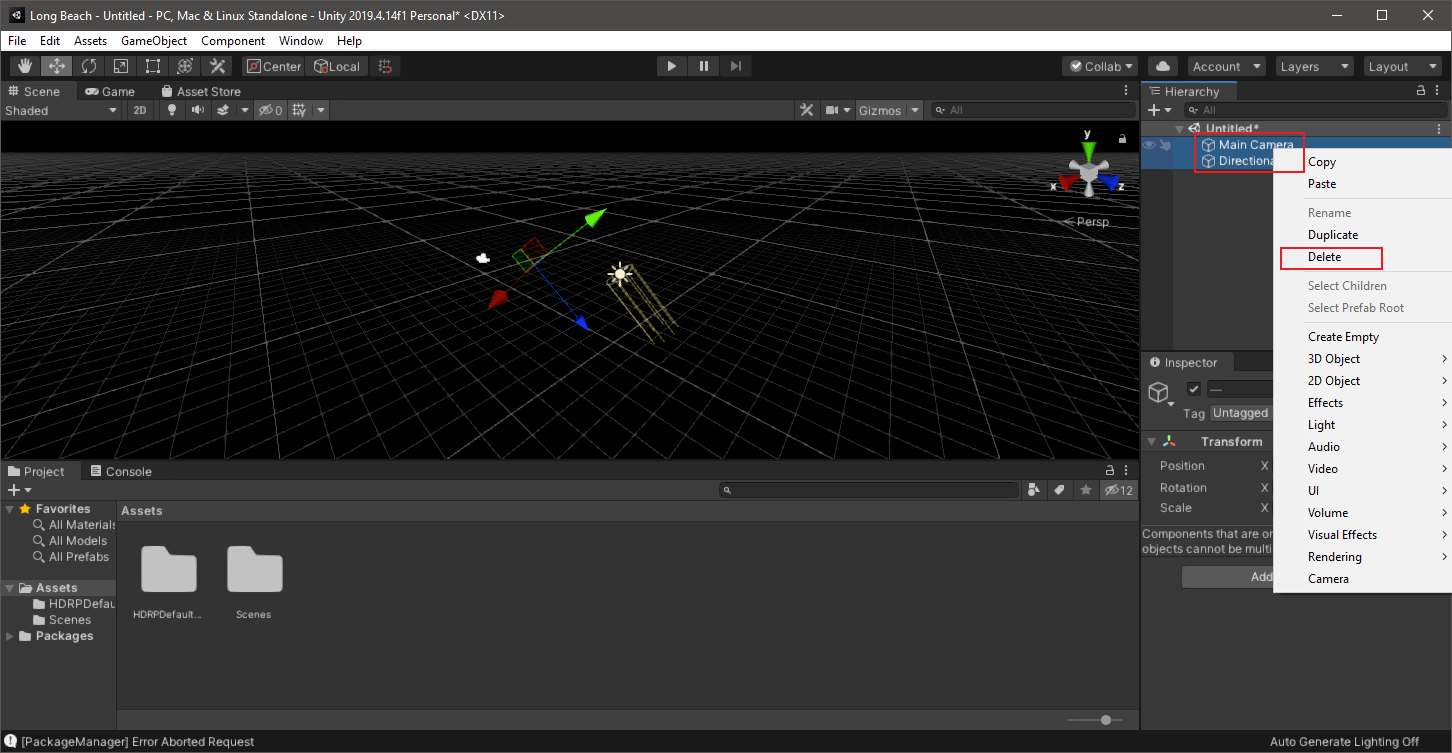 Long Beach - Untitled - PC, Mac & Linux Standalone - Unity 2019.4.14f1 Personal* <DX11>
File Edit Assets GameObject Component Window Help
Center Local Collab Account Layers Layout
Scene Game Asset Store
Shaded 2D 0 Gizmos All
y
x
z
Persp
Hierarchy
All
Untitled*
Main Camera
Directiona
Copy
Paste
Rename
Duplicate
Delete
Select Children
Select Prefab Root
Create Empty
3D Object
2D Object
Effects
Light
Audio
Video
UI
Volume
Visual Effects
Rendering
Camera
Inspector
—
Tag Untagged
Transform
Position X
Rotation X
Scale X
Components that are or
objects cannot be multi
Add
Project Console
12
Favorites
All Materials
All Models
All Prefabs
Assets
HDRPDefau
Scenes
Packages
Assets
HDRPDefault...
Scenes
[PackageManager] Error Aborted Request
Auto Generate Lighting Off